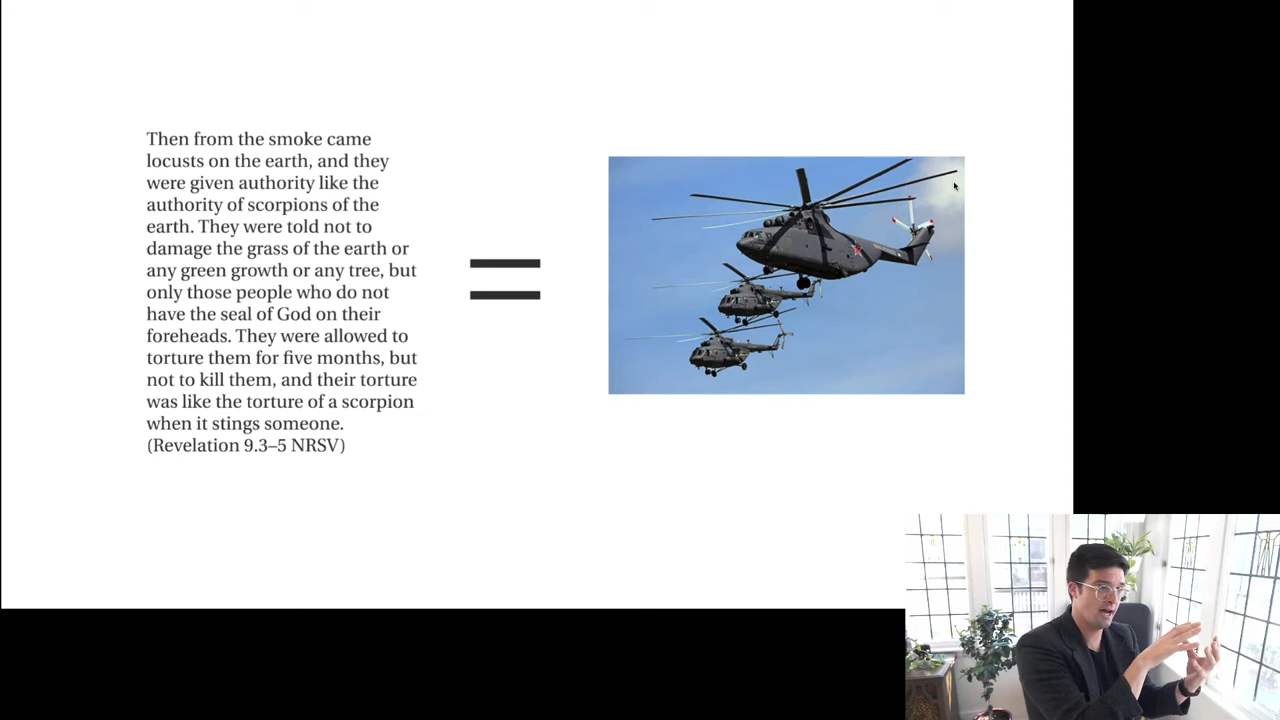 Then from the smoke came
locusts on the earth, and they
were given authority like the
authority of scorpions of the
earth. They were told not to
damage the grass of the earth or
any green growth or any tree, but
only those people who do not
have the seal of God on their
foreheads. They were allowed to
torture them for five months, but
not to kill them, and their torture
was like the torture of a scorpion
when it stings someone.
(Revelation 9.3–5 NRSV)